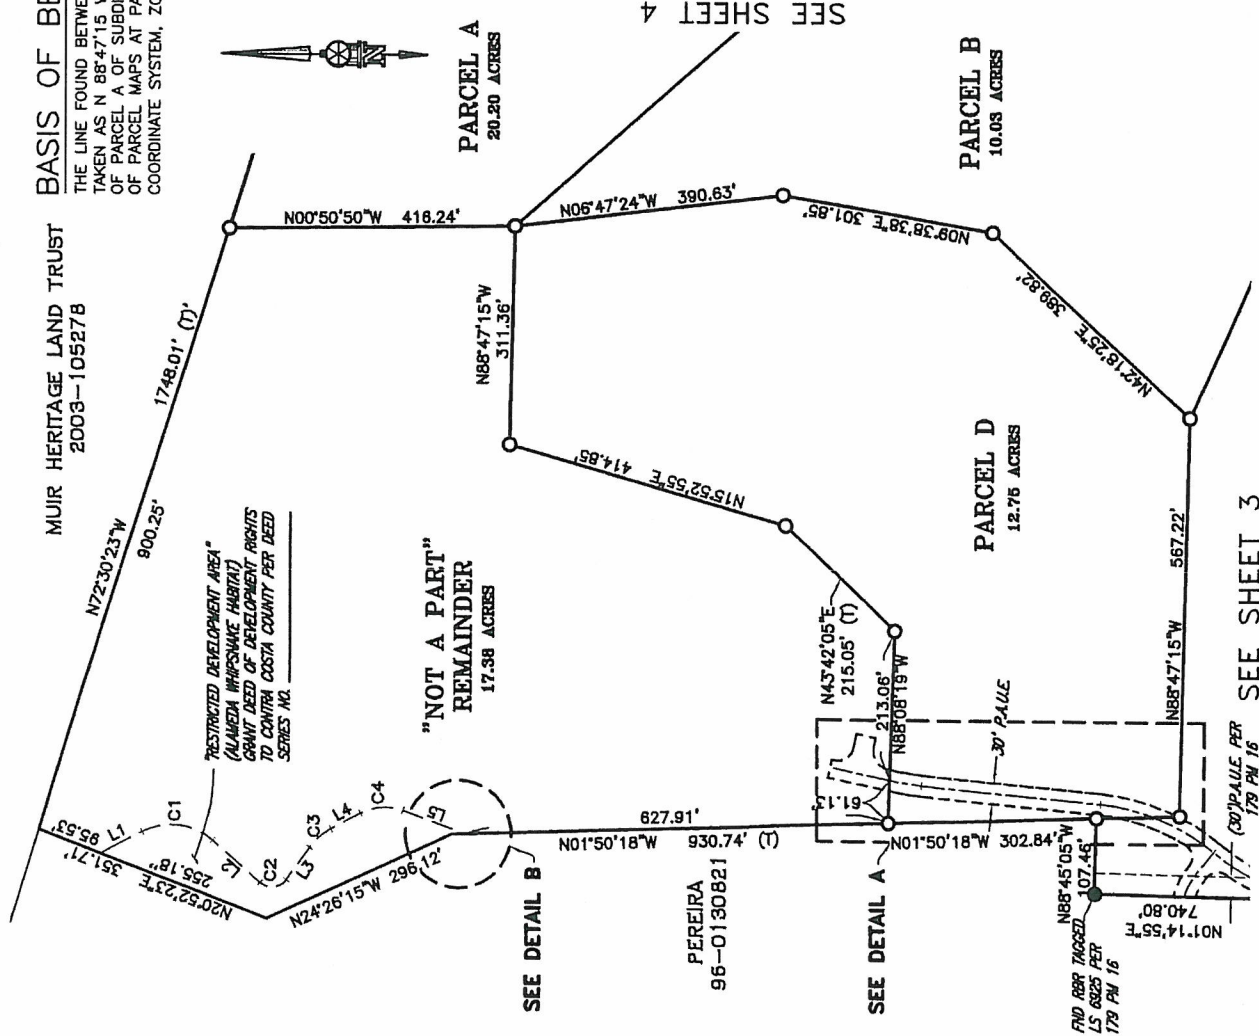 BASIS OF BE
THE LINE FOUND BETWE
TAKEN AS N 88°47'15 W
OF PARCEL A OF SUBDI
OF PARCEL MAPS AT PA
COORDINATE SYSTEM, ZO
MUIR HERITAGE LAND TRUST
2003-105278
SEE SHEET 4
PARCEL A
20.20 ACRES
PARCEL B
10.03 ACRES
N72°30'23"W
1748.01' (T)'
900.25'
N00°50'50"W 416.24'
N06°47'24"W 390.63'
N09°38'38"E 301.85'
N42°18'25"E 389.82'
N88°47'15"W
311.36'
N15°52'55"E 414.85'
"RESTRICTED DEVELOPMENT AREA"
(ALAMEDA WHIPSNAKE HABITAT)
GRANT DEED OF DEVELOPMENT RIGHTS
TO CONTRA COSTA COUNTY PER DEED
SERIES NO.
"NOT A PART"
REMAINDER
17.38 ACRES
PARCEL D
12.75 ACRES
N43°42'05"E
215.05' (T)
213.06'
N88°08'19"W
61.13'
30' P.A.U.E.
N88°47'15"W 567.22'
SEE SHEET 3
(30')P.A.U.E. PER
179 PM 16
95.53'
351.71'
N20°52'23"E
255.18"
L1
C1
L2
C2
L3
C3
L4
C4
L5
N24°26'15"W 296.12'
627.91'
N01°50'18"W 930.74' (T)
SEE DETAIL B
PEREIRA
96-0130821
SEE DETAIL A
N01°50'18"W 302.84'
N88°45'05"W
107.46'
FND RBR TAGGED
LS 6925 PER
179 PM 16
N01°14'55"E
740.80'